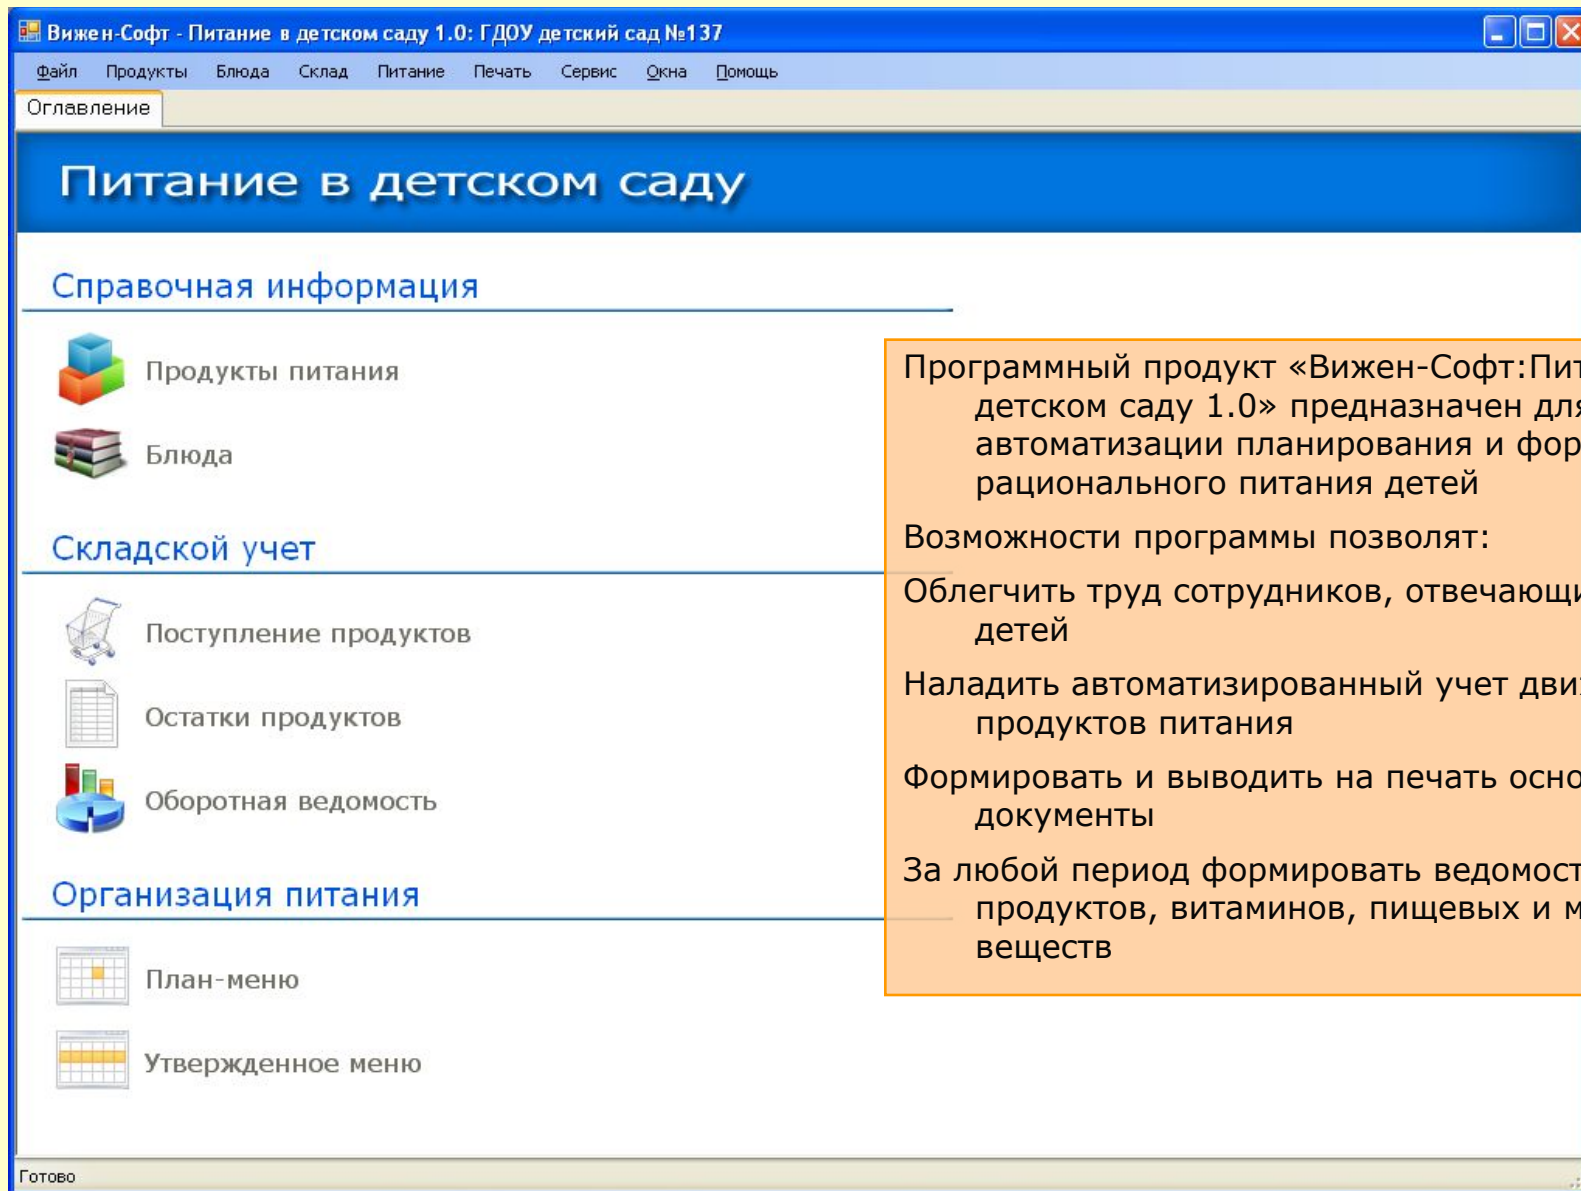 Вижен-Софт - Питание в детском саду 1.0: ГДОУ детский сад №137
Файл Продукты Блюда Склад Питание Печать Сервис Окна Помощь
Оглавление
Питание в детском саду
Справочная информация
Продукты питания
Блюда
Складской учет
Поступление продуктов
Остатки продуктов
Оборотная ведомость
Организация питания
План-меню
Утвержденное меню
Программный продукт «Вижен-Софт:Пит
детском саду 1.0» предназначен для
автоматизации планирования и фор
рационального питания детей
Возможности программы позволят:
Облегчить труд сотрудников, отвечающи
детей
Наладить автоматизированный учет дви
продуктов питания
Формировать и выводить на печать осно
документы
За любой период формировать ведомост
продуктов, витаминов, пищевых и м
веществ
Готово